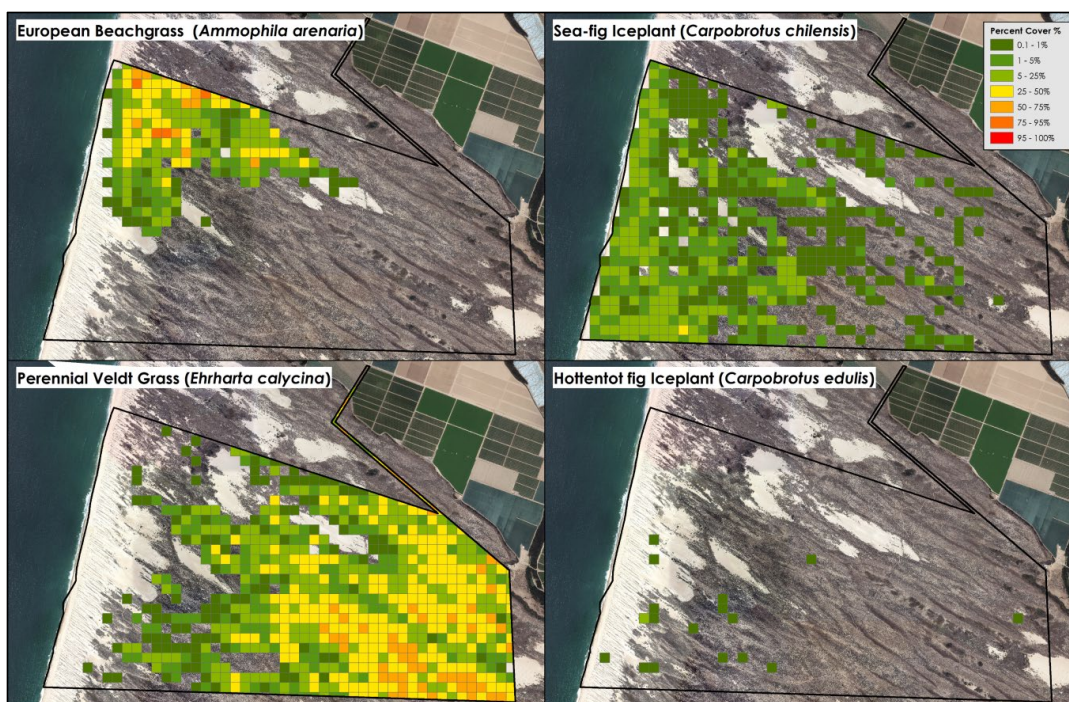 European Beachgrass (Ammophila arenaria)
Sea-fig Iceplant (Carpobrotus chilensis)
Percent Cover %
0.1 - 1%
1 - 5%
5 - 25%
25 - 50%
50 - 75%
75 - 95%
95 - 100%
Perennial Veldt Grass (Ehrharta calycina)
Hottentot fig Iceplant (Carpobrotus edulis)